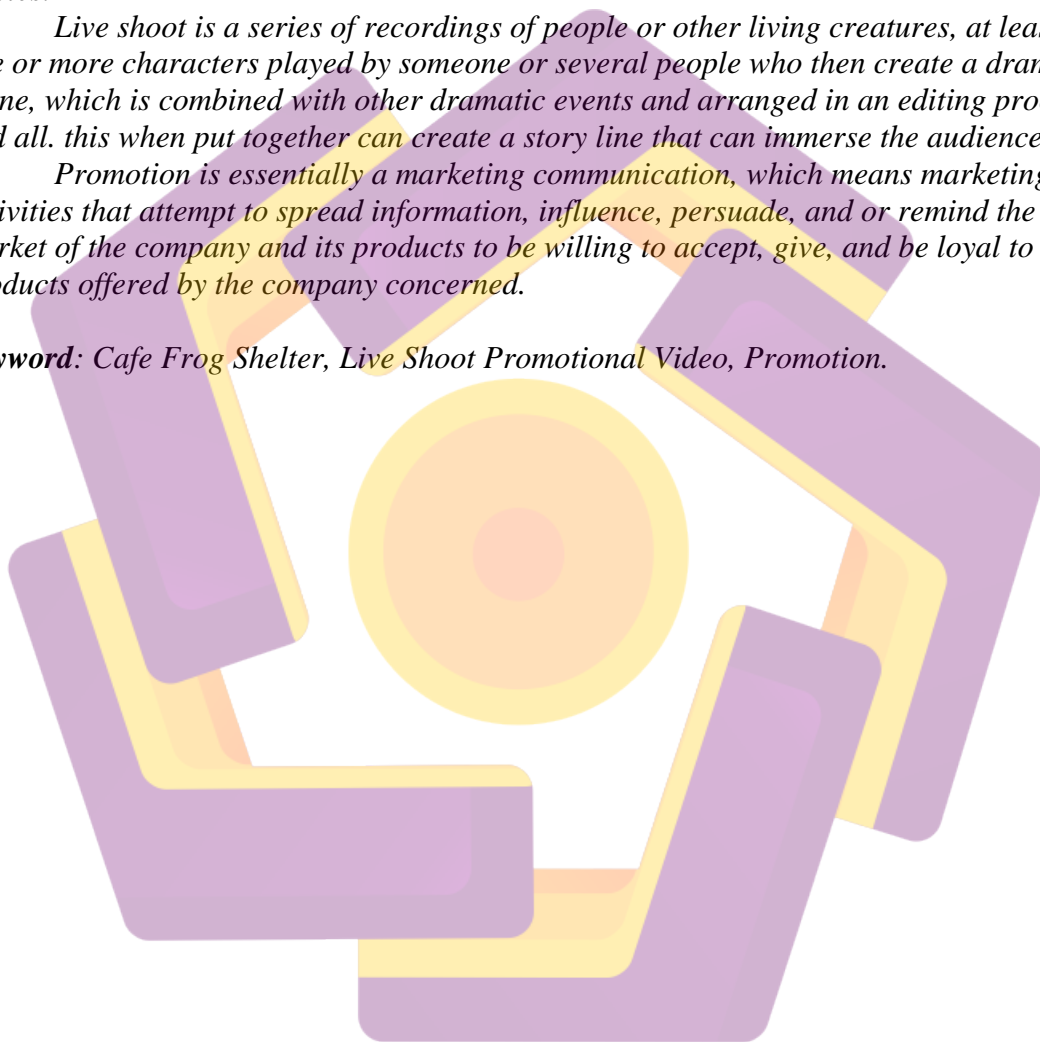 Live shoot is a series of recordings of people or other living creatures, at lea
e or more characters played by someone or several people who then create a dram
ne, which is combined with other dramatic events and arranged in an editing pro
d all. this when put together can create a story line that can immerse the audience
Promotion is essentially a marketing communication, which means marketing
ivities that attempt to spread information, influence, persuade, and or remind the
rket of the company and its products to be willing to accept, give, and be loyal to
oducts offered by the company concerned.
yword: Cafe Frog Shelter, Live Shoot Promotional Video, Promotion.